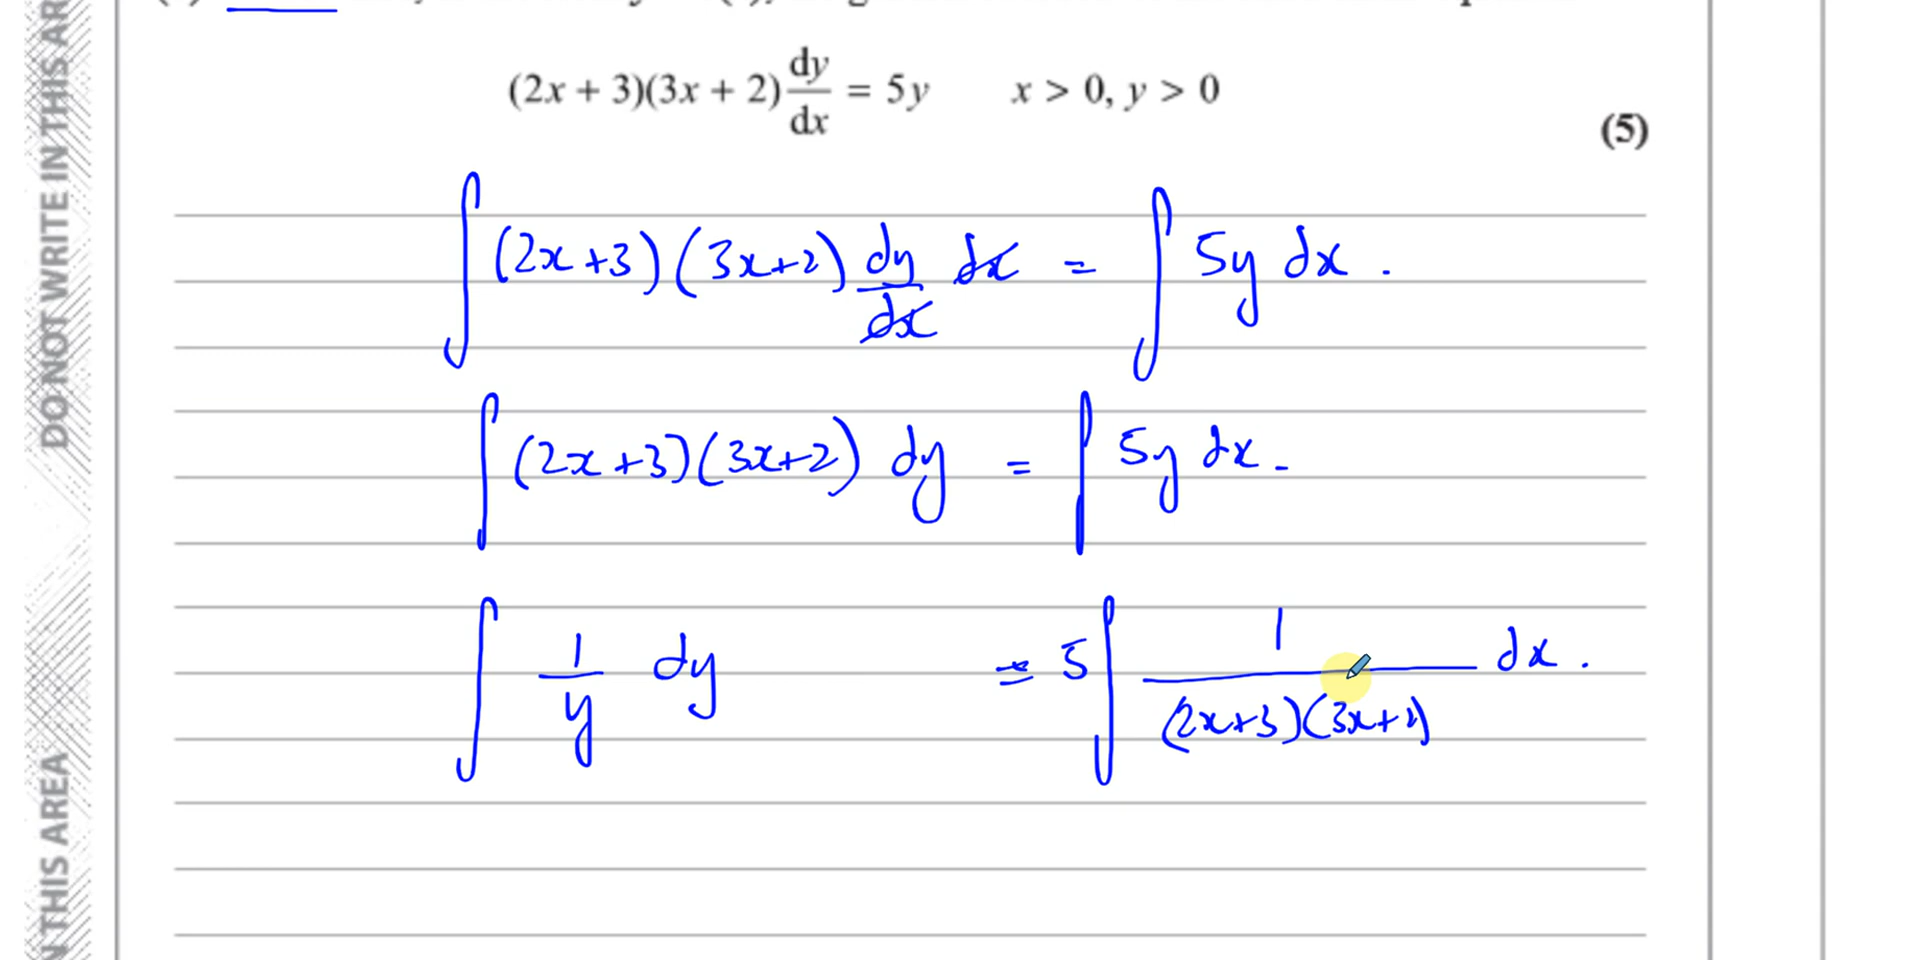 (2x + 3)(3x + 2) dy/dx = 5y x > 0, y > 0
(5)
∫ (2x+3)(3x+2) dy/dx dx = ∫ 5y dx .
∫ (2x+3)(3x+2) dy = ∫ 5y dx .
∫ 1/y dy = 5 ∫ 1/(2x+3)(3x+2) dx .
DO NOT WRITE IN THIS AR
N THIS AREA